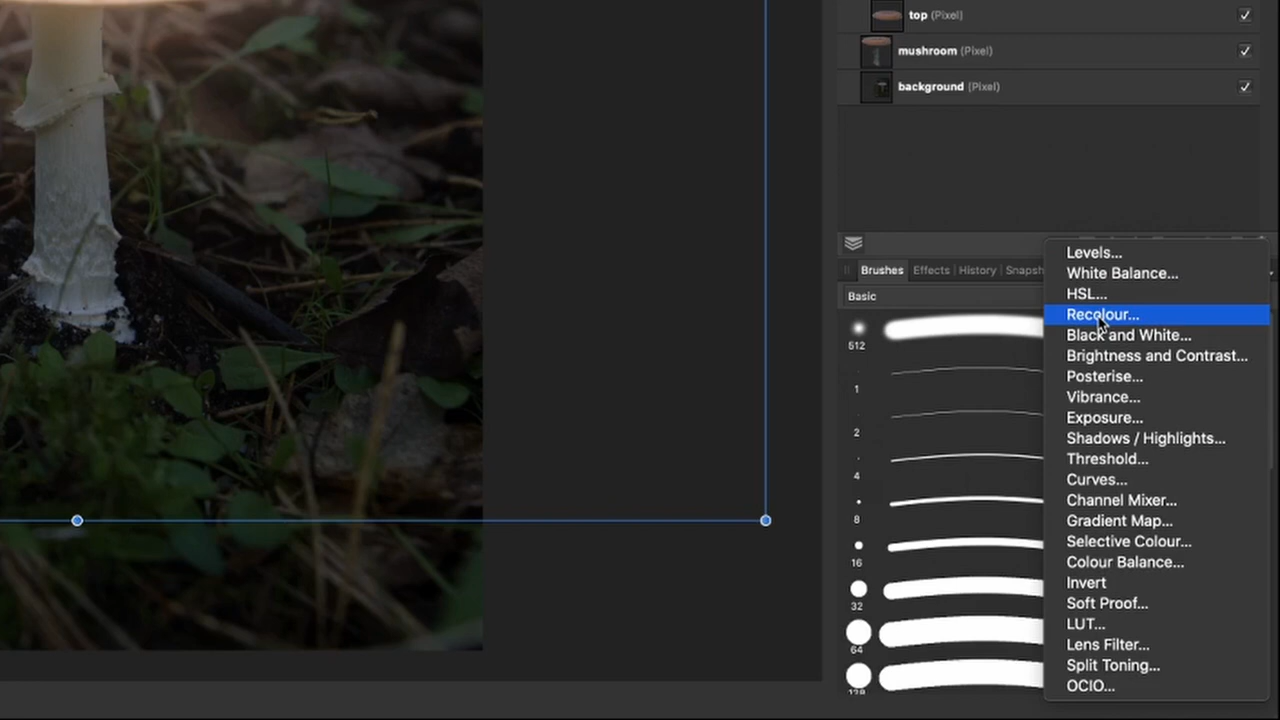 top (Pixel)
mushroom (Pixel)
background (Pixel)
Brushes Effects History Snapsh
Basic
512
1
2
4
8
16
32
64
128
Levels...
White Balance...
HSL...
Recolour...
Black and White...
Brightness and Contrast...
Posterise...
Vibrance...
Exposure...
Shadows / Highlights...
Threshold...
Curves...
Channel Mixer...
Gradient Map...
Selective Colour...
Colour Balance...
Invert
Soft Proof...
LUT...
Lens Filter...
Split Toning...
OCIO...